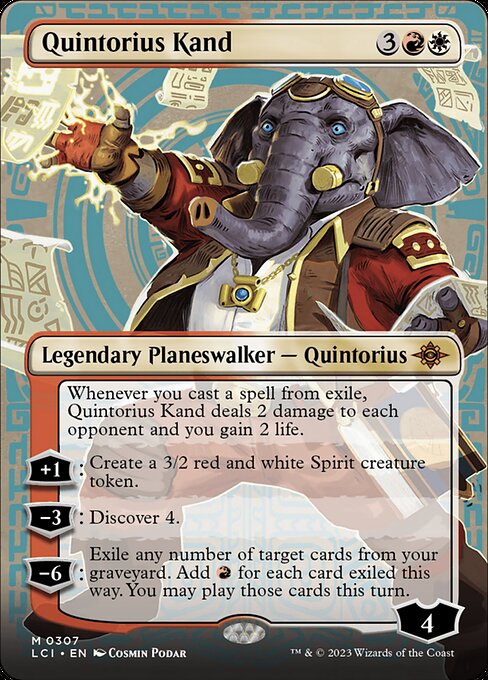 Quintorius Kand 3
Legendary Planeswalker — Quintorius
Whenever you cast a spell from exile,
Quintorius Kand deals 2 damage to each
opponent and you gain 2 life.
+1 : Create a 3/2 red and white Spirit creature
token.
−3 : Discover 4.
Exile any number of target cards from your
−6 : graveyard. Add for each card exiled this
way. You may play those cards this turn.
4
M 0307
LCI • EN Cosmin Podar ™ & © 2023 Wizards of the Coast